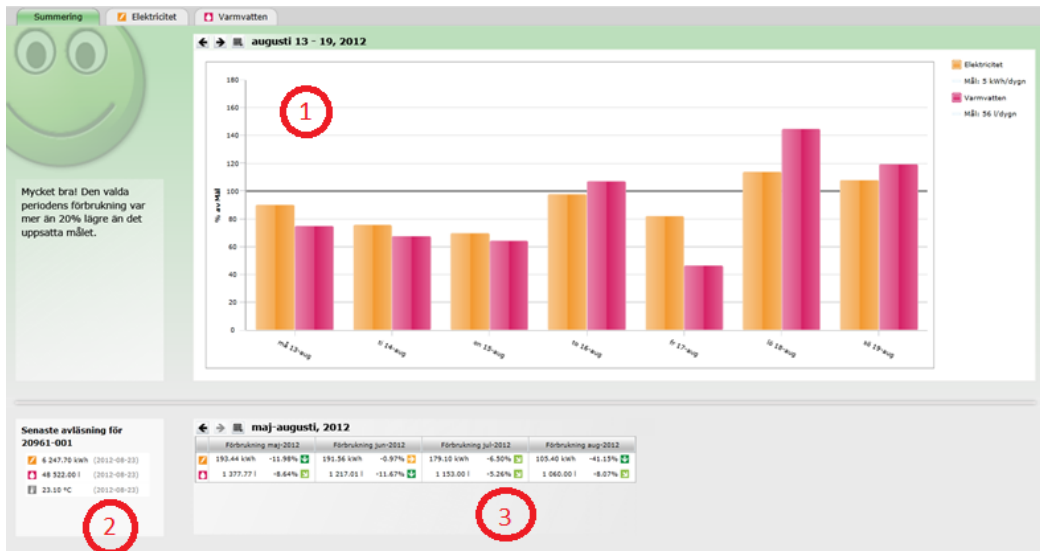 Summering Elektricitet Varmvatten
augusti 13 - 19, 2012
Mycket bra! Den valda
periodens förbrukning var
mer än 20% lägre än det
uppsatta målet.
% av Mål
180
160
140
120
100
80
60
40
20
0
må 13-aug ti 14-aug on 15-aug to 16-aug fr 17-aug lö 18-aug sö 19-aug
Elektricitet
Mål: 5 kWh/dygn
Varmvatten
Mål: 56 l/dygn
1
Senaste avläsning för
20961-001
6 247.70 kWh (2012-08-23)
48 522.00 l (2012-08-23)
23.10 ºC (2012-08-23)
2
maj-augusti, 2012
Förbrukning maj-2012 Förbrukning jun-2012 Förbrukning jul-2012 Förbrukning aug-2012
193.44 kWh -11.98% 191.56 kWh -0.97% 179.10 kWh -6.50% 105.40 kWh -41.15%
1 377.77 l -8.64% 1 217.01 l -11.67% 1 153.00 l -5.26% 1 060.00 l -8.07%
3